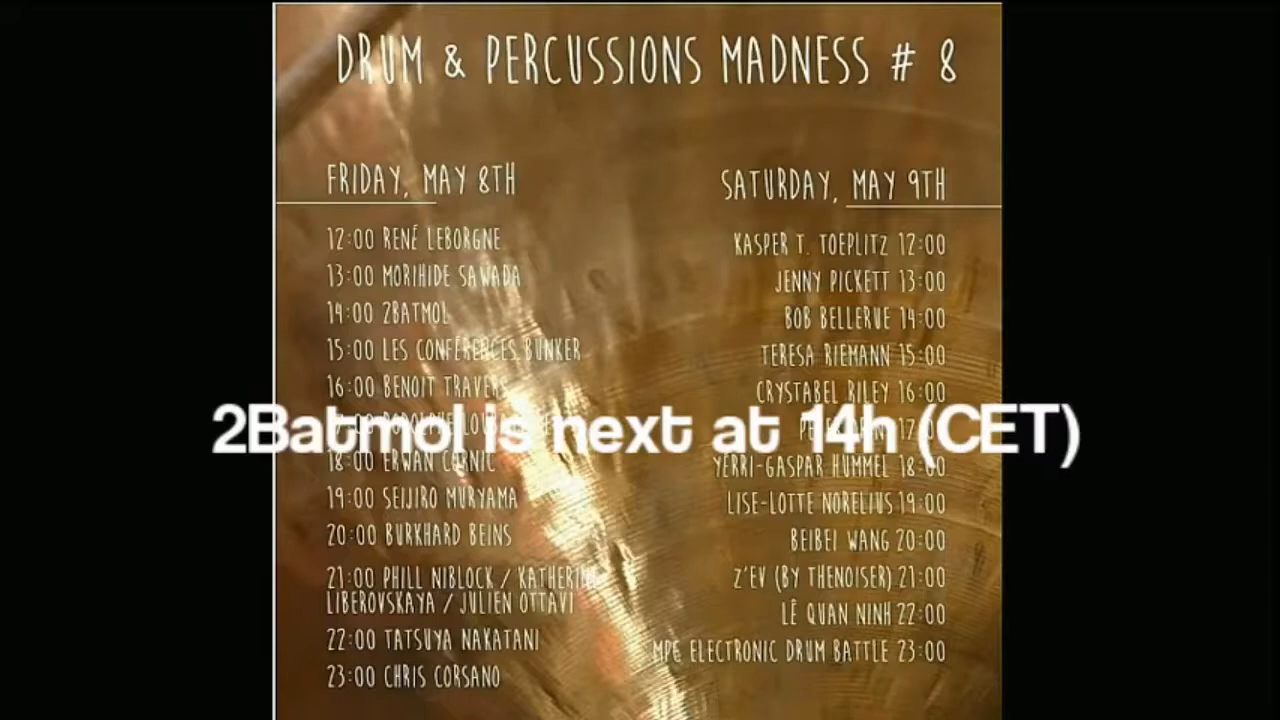 DRUM & PERCUSSIONS MADNESS # 8
FRIDAY, MAY 8TH
12:00 RENÉ LEBORGNE
13:00 MORIHIDE SAWADA
14:00 2BATMOL
15:00 LES CONFÉRENCES BUNKER
16:00 BENOIT TRAVERS
18:00 ERWAN CORNIC
19:00 SEIJIRO MURYAMA
20:00 BURKHARD BEINS
21:00 PHILL NIBLOCK / KATHERINE
LIBEROVSKAYA / JULIEN OTTAVI
22:00 TATSUYA NAKATANI
23:00 CHRIS CORSANO
SATURDAY, MAY 9TH
KASPER T. TOEPLITZ 12:00
JENNY PICKETT 13:00
BOB BELLERUE 14:00
TERESA RIEMANN 15:00
CRYSTABEL RILEY 16:00
YERRI-GASPAR HUMMEL 18:00
LISE-LOTTE NORELIUS 19:00
BEIBEI WANG 20:00
Z'EV (BY THENOISER) 21:00
LÊ QUAN NINH 22:00
MPE ELECTRONIC DRUM BATTLE 23:00
2Batmol is next at 14h (CET)